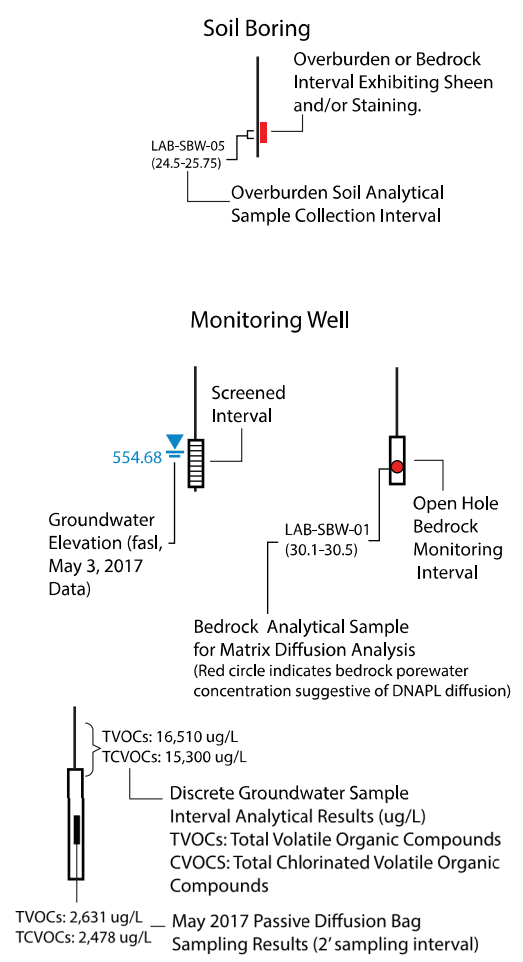 Soil Boring
Overburden or Bedrock
Interval Exhibiting Sheen
and/or Staining.
LAB-SBW-05
(24.5-25.75)
Overburden Soil Analytical
Sample Collection Interval
Monitoring Well
Screened
Interval
554.68
Groundwater
Elevation (fasl,
May 3, 2017
Data)
Open Hole
Bedrock
Monitoring
Interval
LAB-SBW-01
(30.1-30.5)
Bedrock Analytical Sample
for Matrix Diffusion Analysis
(Red circle indicates bedrock porewater
concentration suggestive of DNAPL diffusion)
TVOCs: 16,510 ug/L
TCVOCs: 15,300 ug/L
Discrete Groundwater Sample
Interval Analytical Results (ug/L)
TVOCs: Total Volatile Organic Compounds
CVOCS: Total Chlorinated Volatile Organic
Compounds
TVOCs: 2,631 ug/L
TCVOCs: 2,478 ug/L
May 2017 Passive Diffusion Bag
Sampling Results (2' sampling interval)